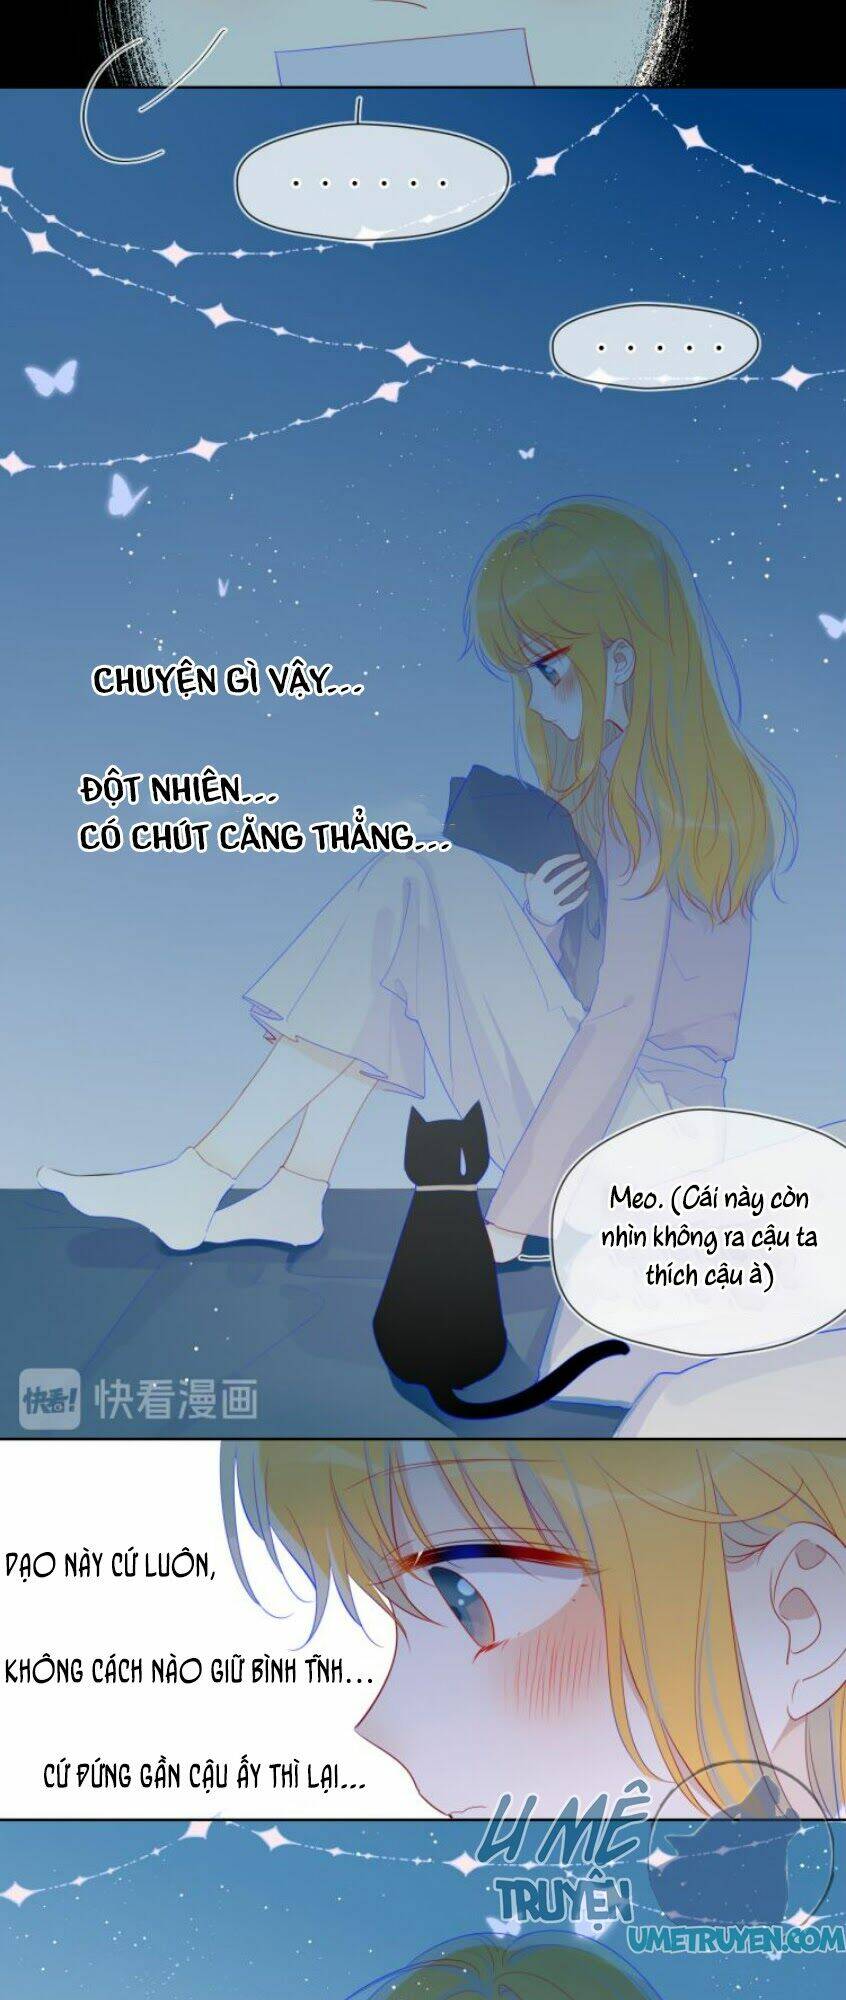 ......
.....
CHUYỆN GÌ VẬY...
ĐỘT NHIÊN...
CÓ CHÚT CĂNG THẲNG...
Meo. (Cái này còn
nhìn không ra cậu ta
thích cậu à)
快看! 快看漫画
DẠO NÀY CỨ LUÔN,
KHÔNG CÁCH NÀO GIỮ BÌNH TĨNH...
CỨ ĐỨNG GẦN CẬU ẤY THÌ LẠI...
U MÊ
TRUYỆN
UMETRUYEN.COM